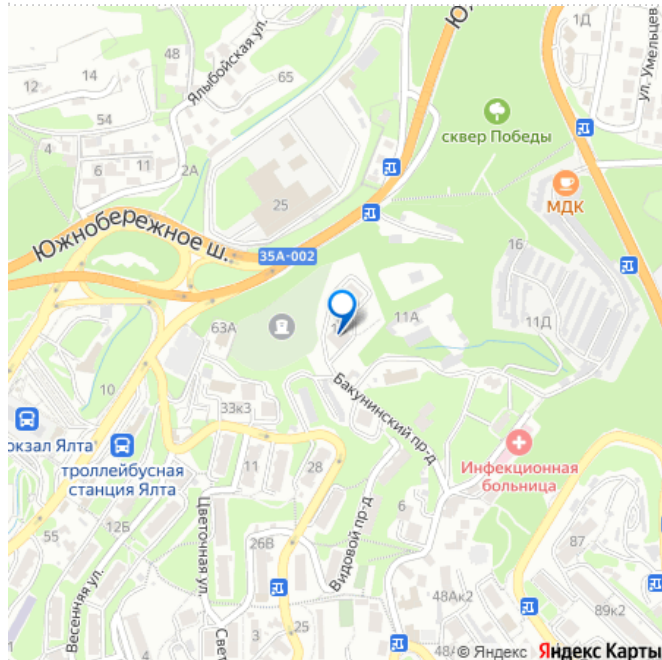 Ю
1Д
ул. Умельцев
48
Ялыбойская ул.
65
12
14
54
4
6
11
2А
25
сквер Победы
МДК
Южнобережное ш.
35А-002
16
63А
11А
11Д
10
33к3
Бакунинский пр-д
окзал Ялта
троллейбусная
станция Ялта
11
28
Инфекционная
больница
Цветочная ул.
Видовой пр-д
6
55
12Б
26В
87
Весенняя ул.
Свет
3
25
48Ак2
48А
89к2
© Яндекс
Яндекс Карты